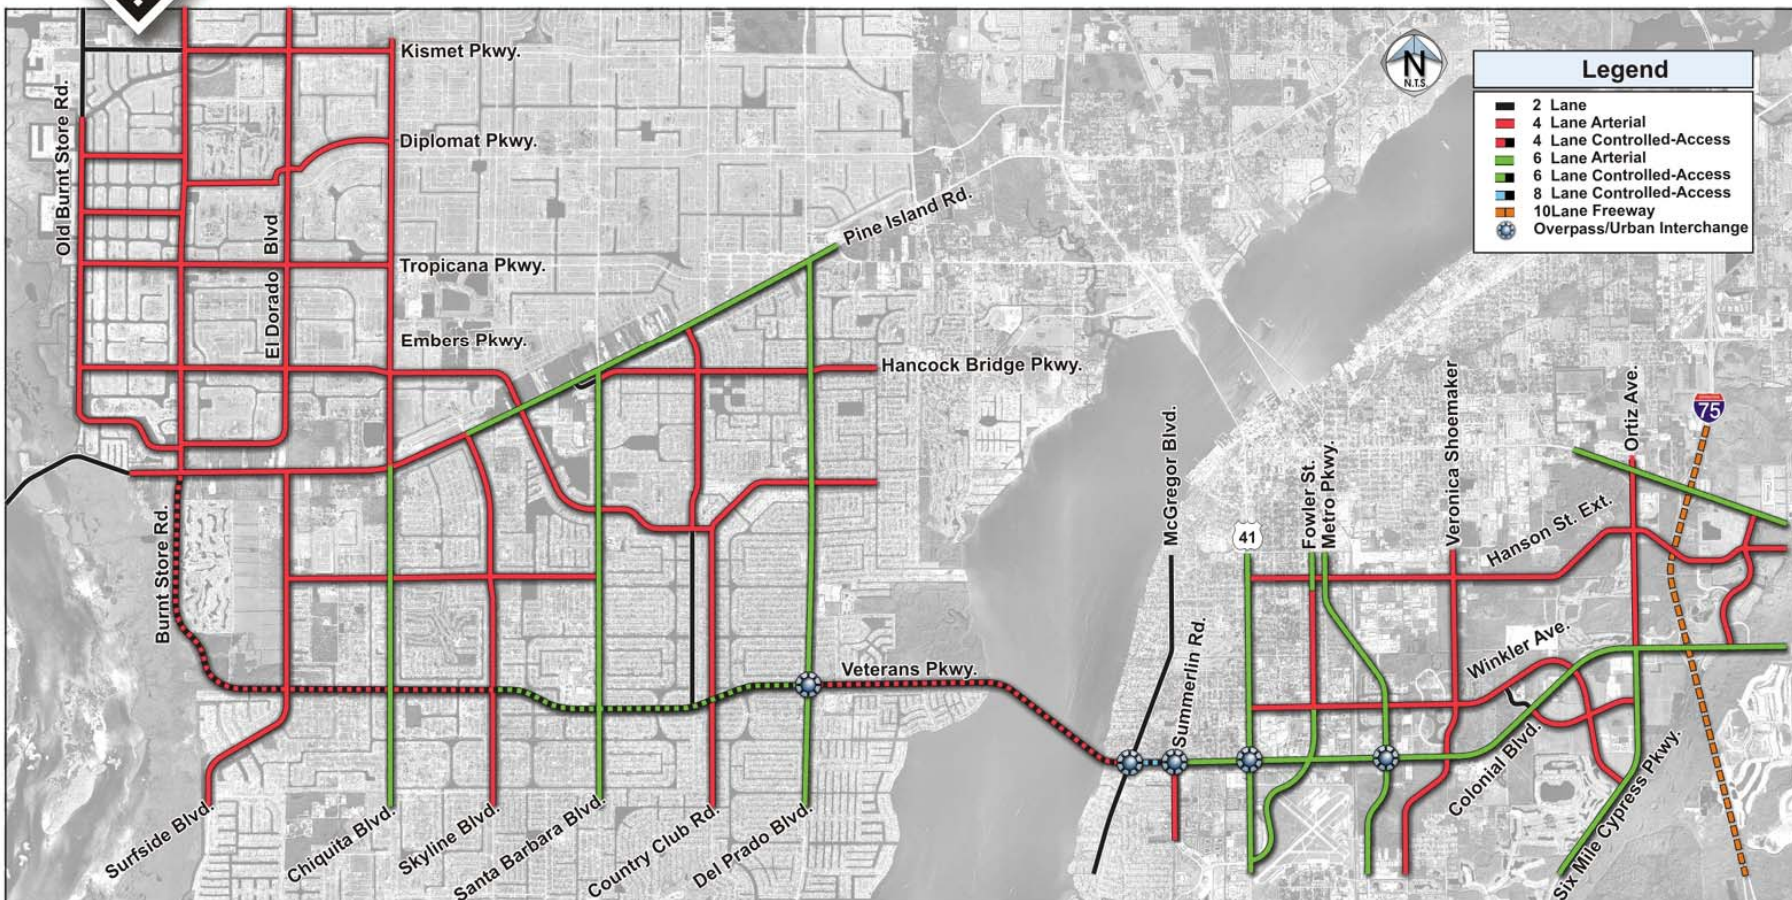 Kismet Pkwy.
Diplomat Pkwy.
Old Burnt Store Rd.
El Dorado Blvd
Tropicana Pkwy.
Embers Pkwy.
Pine Island Rd.
Hancock Bridge Pkwy.
N
N.T.S.
Legend
2 Lane
4 Lane Arterial
4 Lane Controlled-Access
6 Lane Arterial
6 Lane Controlled-Access
8 Lane Controlled-Access
10Lane Freeway
Overpass/Urban Interchange
75
McGregor Blvd.
41
Fowler St.
Metro Pkwy.
Veronica Shoemaker
Ortiz Ave.
Hanson St. Ext.
Burnt Store Rd.
Veterans Pkwy.
Summerlin Rd.
Winkler Ave.
Colonial Blvd.
Six Mile Cypress Pkwy.
Surfside Blvd.
Chiquita Blvd.
Skyline Blvd.
Santa Barbara Blvd.
Country Club Rd.
Del Prado Blvd.